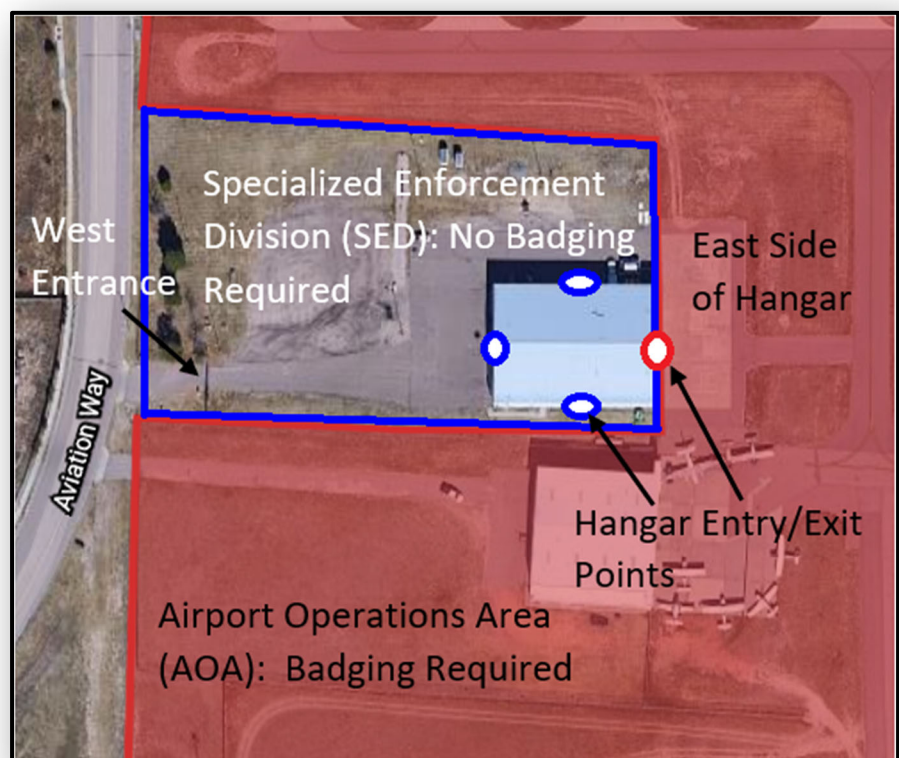 Specialized Enforcement
Division (SED): No Badging
Required
West
Entrance
East Side
of Hangar
Aviation Way
Hangar Entry/Exit
Points
Airport Operations Area
(AOA): Badging Required